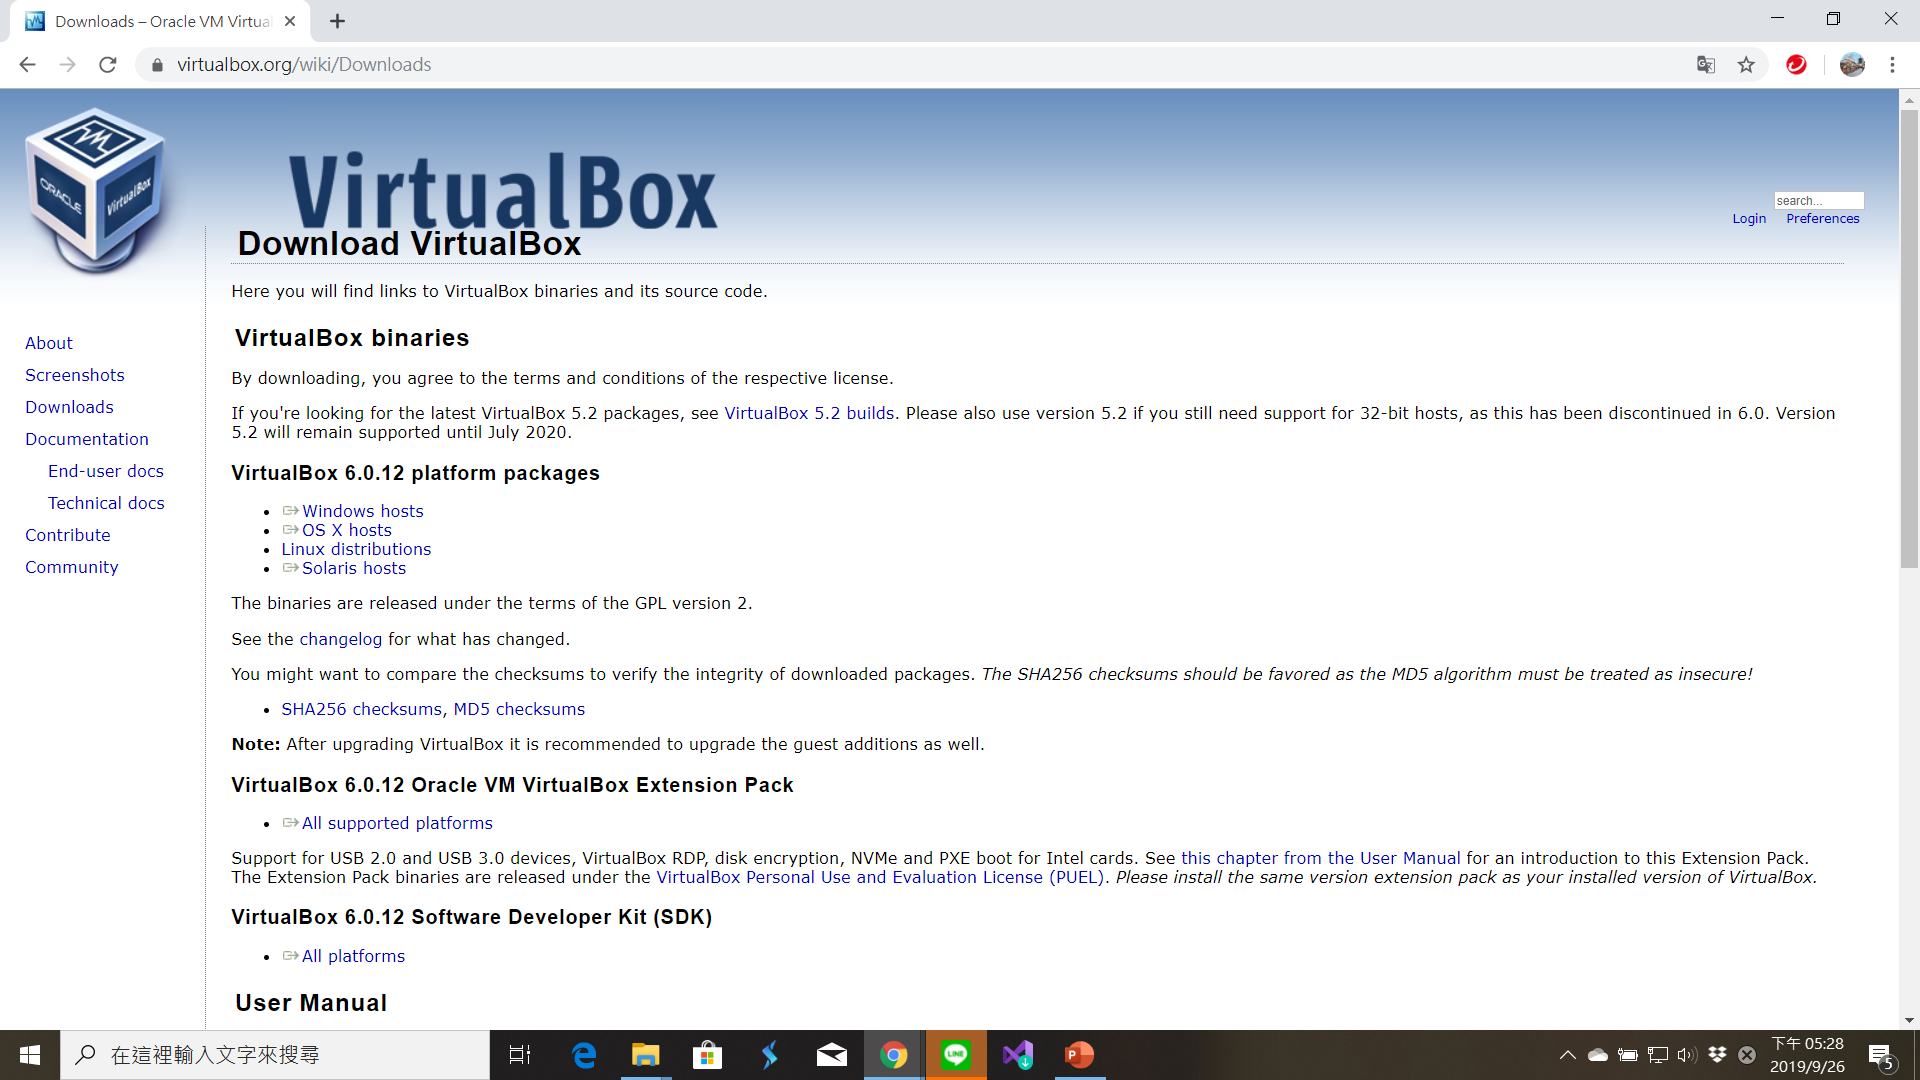 Downloads – Oracle VM Virtua
virtualbox.org/wiki/Downloads
ORACLE
VirtualBox
VirtualBox
search...
Login Preferences
Download VirtualBox
Here you will find links to VirtualBox binaries and its source code.
About
Screenshots
Downloads
Documentation
End-user docs
Technical docs
Contribute
Community
VirtualBox binaries
By downloading, you agree to the terms and conditions of the respective license.
If you're looking for the latest VirtualBox 5.2 packages, see VirtualBox 5.2 builds. Please also use version 5.2 if you still need support for 32-bit hosts, as this has been discontinued in 6.0. Version
5.2 will remain supported until July 2020.
VirtualBox 6.0.12 platform packages
Windows hosts
OS X hosts
Linux distributions
Solaris hosts
The binaries are released under the terms of the GPL version 2.
See the changelog for what has changed.
You might want to compare the checksums to verify the integrity of downloaded packages. The SHA256 checksums should be favored as the MD5 algorithm must be treated as insecure!
SHA256 checksums, MD5 checksums
Note: After upgrading VirtualBox it is recommended to upgrade the guest additions as well.
VirtualBox 6.0.12 Oracle VM VirtualBox Extension Pack
All supported platforms
Support for USB 2.0 and USB 3.0 devices, VirtualBox RDP, disk encryption, NVMe and PXE boot for Intel cards. See this chapter from the User Manual for an introduction to this Extension Pack.
The Extension Pack binaries are released under the VirtualBox Personal Use and Evaluation License (PUEL). Please install the same version extension pack as your installed version of VirtualBox.
VirtualBox 6.0.12 Software Developer Kit (SDK)
All platforms
User Manual
在這裡輸入文字來搜尋
LINE
下午 05:28
2019/9/26
5